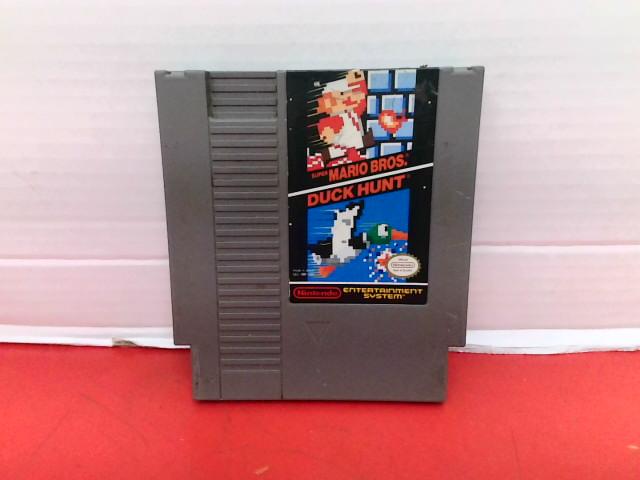 SUPER MARIO BROS.
DUCK HUNT
Nintendo
ENTERTAINMENT
SYSTEM